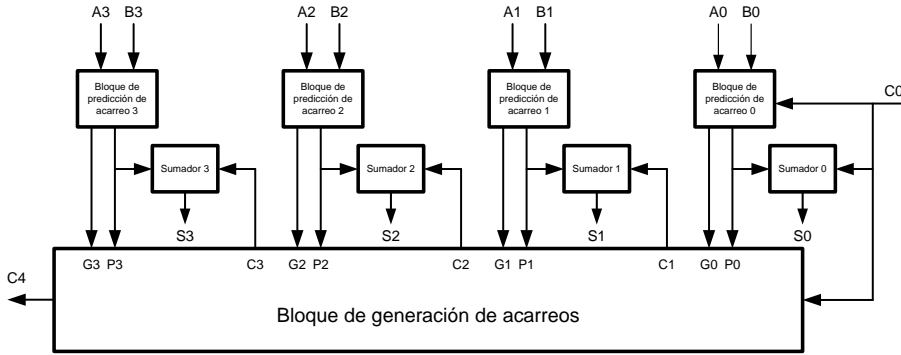 A3 B3 A2 B2 A1 B1 A0 B0
Bloque de
predicción de
acarreo 3
Bloque de
predicción de
acarreo 2
Bloque de
predicción de
acarreo 1
Bloque de
predicción de
acarreo 0
C0
Sumador 3
Sumador 2
Sumador 1
Sumador 0
S3 S2 S1 S0
G3 P3 C3 G2 P2 C2 G1 P1 C1 G0 P0
C4
Bloque de generación de acarreos